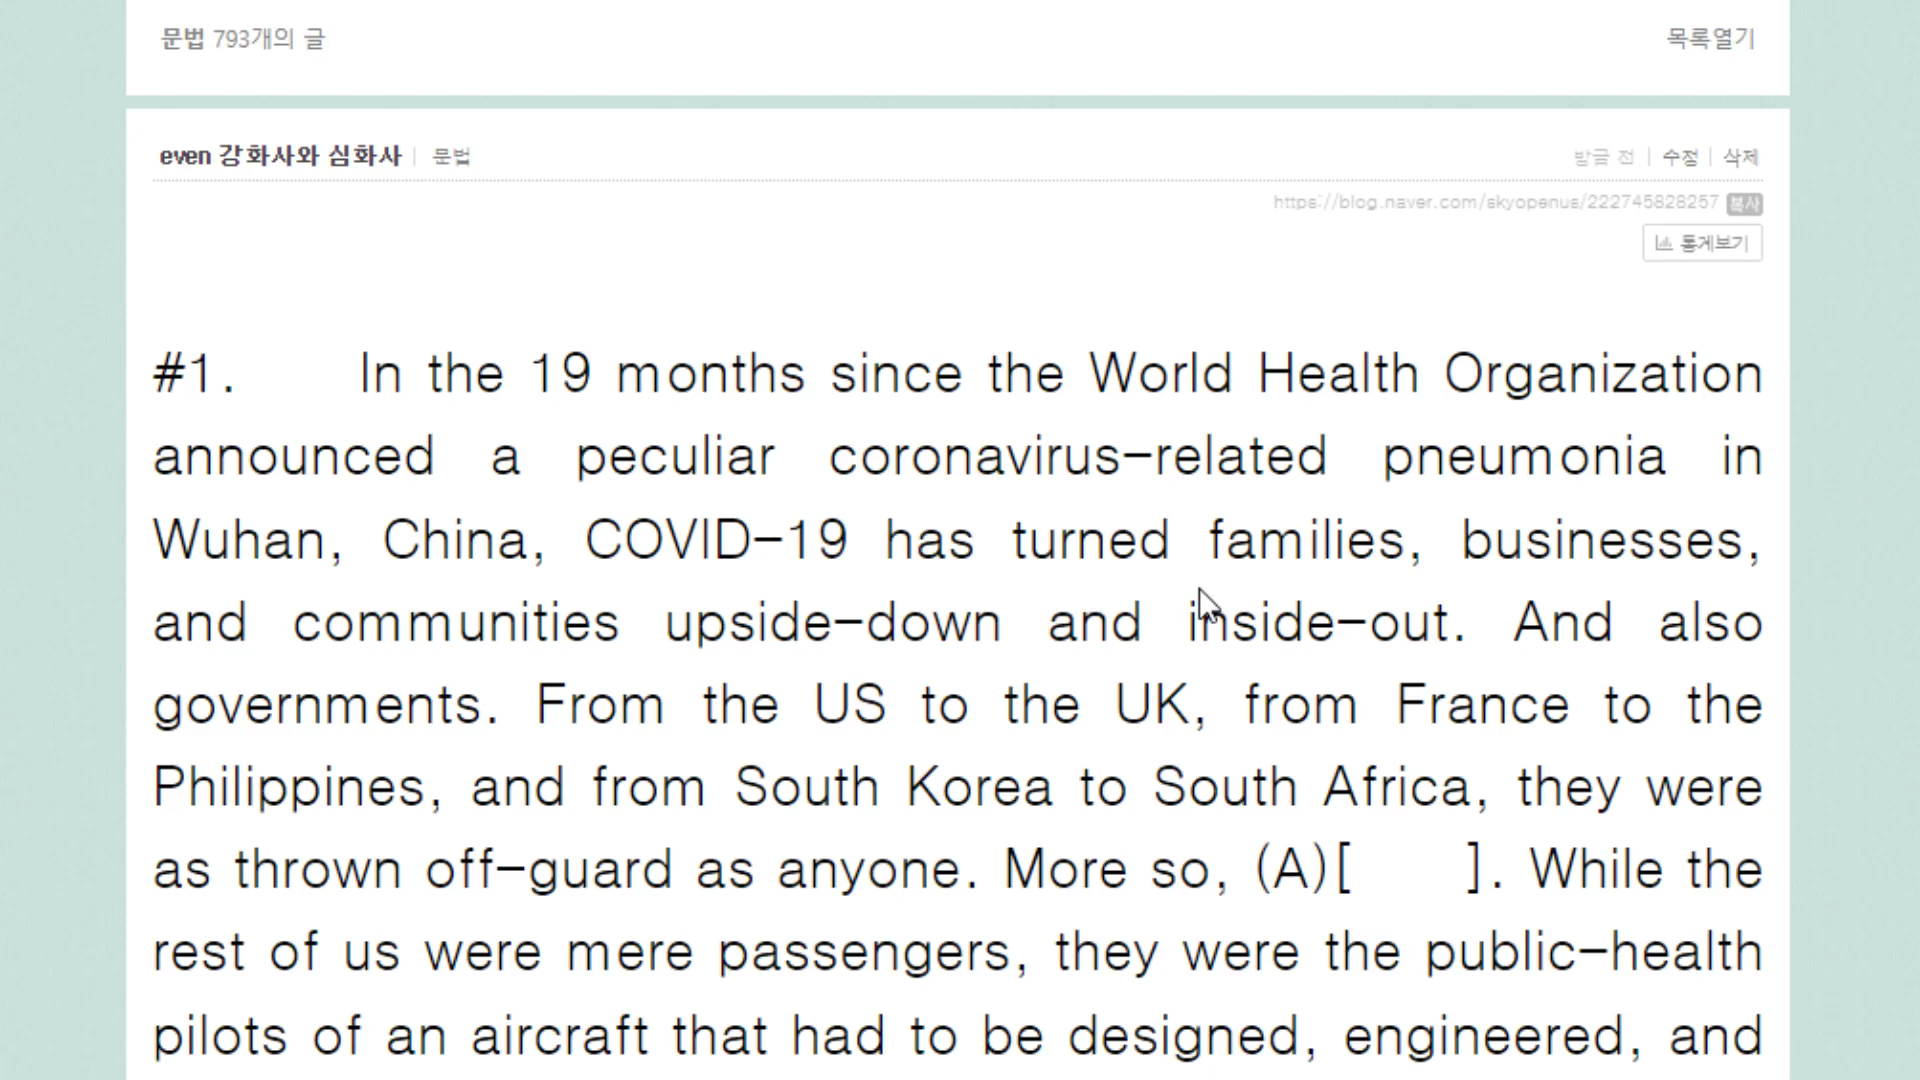 문법 793개의 글
목록열기
even 강화사와 심화사 | 문법
방금 전 | 수정 | 삭제
https://blog.naver.com/skyopenus/222745828257 복사
통계보기
#1. In the 19 months since the World Health Organization
announced a peculiar coronavirus-related pneumonia in
Wuhan, China, COVID-19 has turned families, businesses,
and communities upside-down and inside-out. And also
governments. From the US to the UK, from France to the
Philippines, and from South Korea to South Africa, they were
as thrown off-guard as anyone. More so, (A)[ ]. While the
rest of us were mere passengers, they were the public-health
pilots of an aircraft that had to be designed, engineered, and